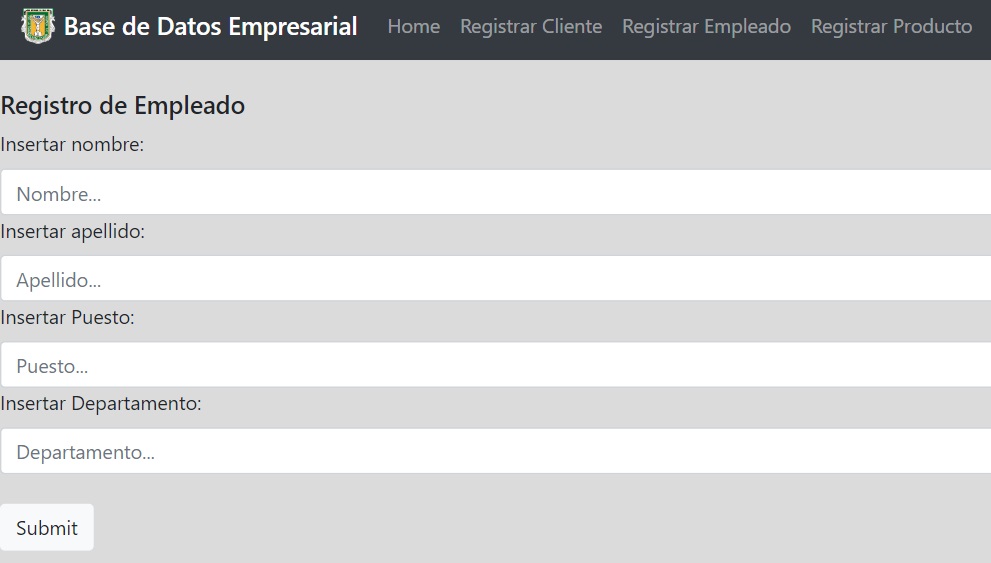 Base de Datos Empresarial Home Registrar Cliente Registrar Empleado Registrar Producto
Registro de Empleado
Insertar nombre:
Nombre...
Insertar apellido:
Apellido...
Insertar Puesto:
Puesto...
Insertar Departamento:
Departamento...
Submit